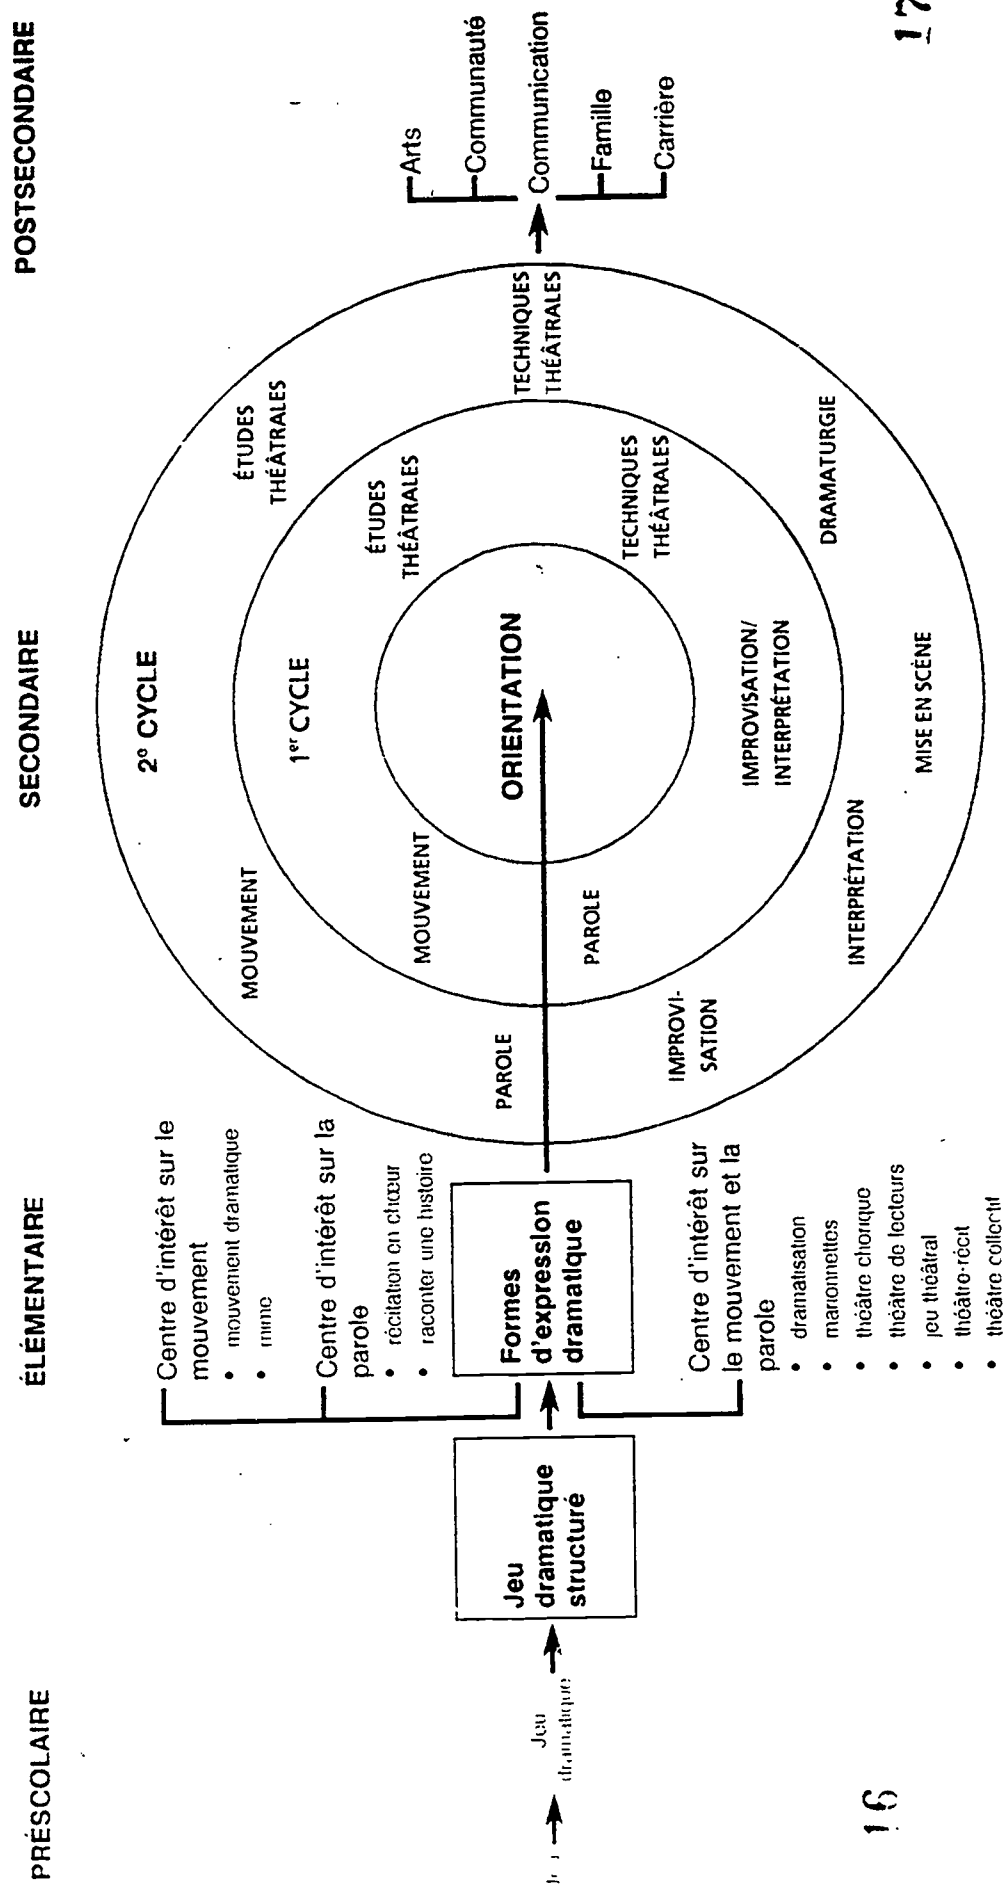 PRÉSCOLAIRE
ÉLÉMENTAIRE
SECONDAIRE
POSTSECONDAIRE
Jeu
dramatique
Jeu
dramatique
structuré
Centre d'intérêt sur le
mouvement
• mouvement dramatique
• mime
Centre d'intérêt sur la
parole
• récitation en chœur
• raconter une histoire
Formes
d'expression
dramatique
Centre d'intérêt sur
le mouvement et la
parole
• dramatisation
• marionnettes
• théâtre chorique
• théâtre de lecteurs
• jeu théâtral
• théâtre-récit
• théâtre collectif
2e CYCLE
MOUVEMENT
ÉTUDES
THÉÂTRALES
PAROLE
TECHNIQUES
THÉÂTRALES
IMPROVI-
SATION
INTERPRÉTATION
MISE EN SCÈNE
DRAMATURGIE
1er CYCLE
MOUVEMENT
ÉTUDES
THÉÂTRALES
PAROLE
TECHNIQUES
THÉÂTRALES
IMPROVISATION/
INTERPRÉTATION
ORIENTATION
Arts
Communauté
Communication
Famille
Carrière
16
17